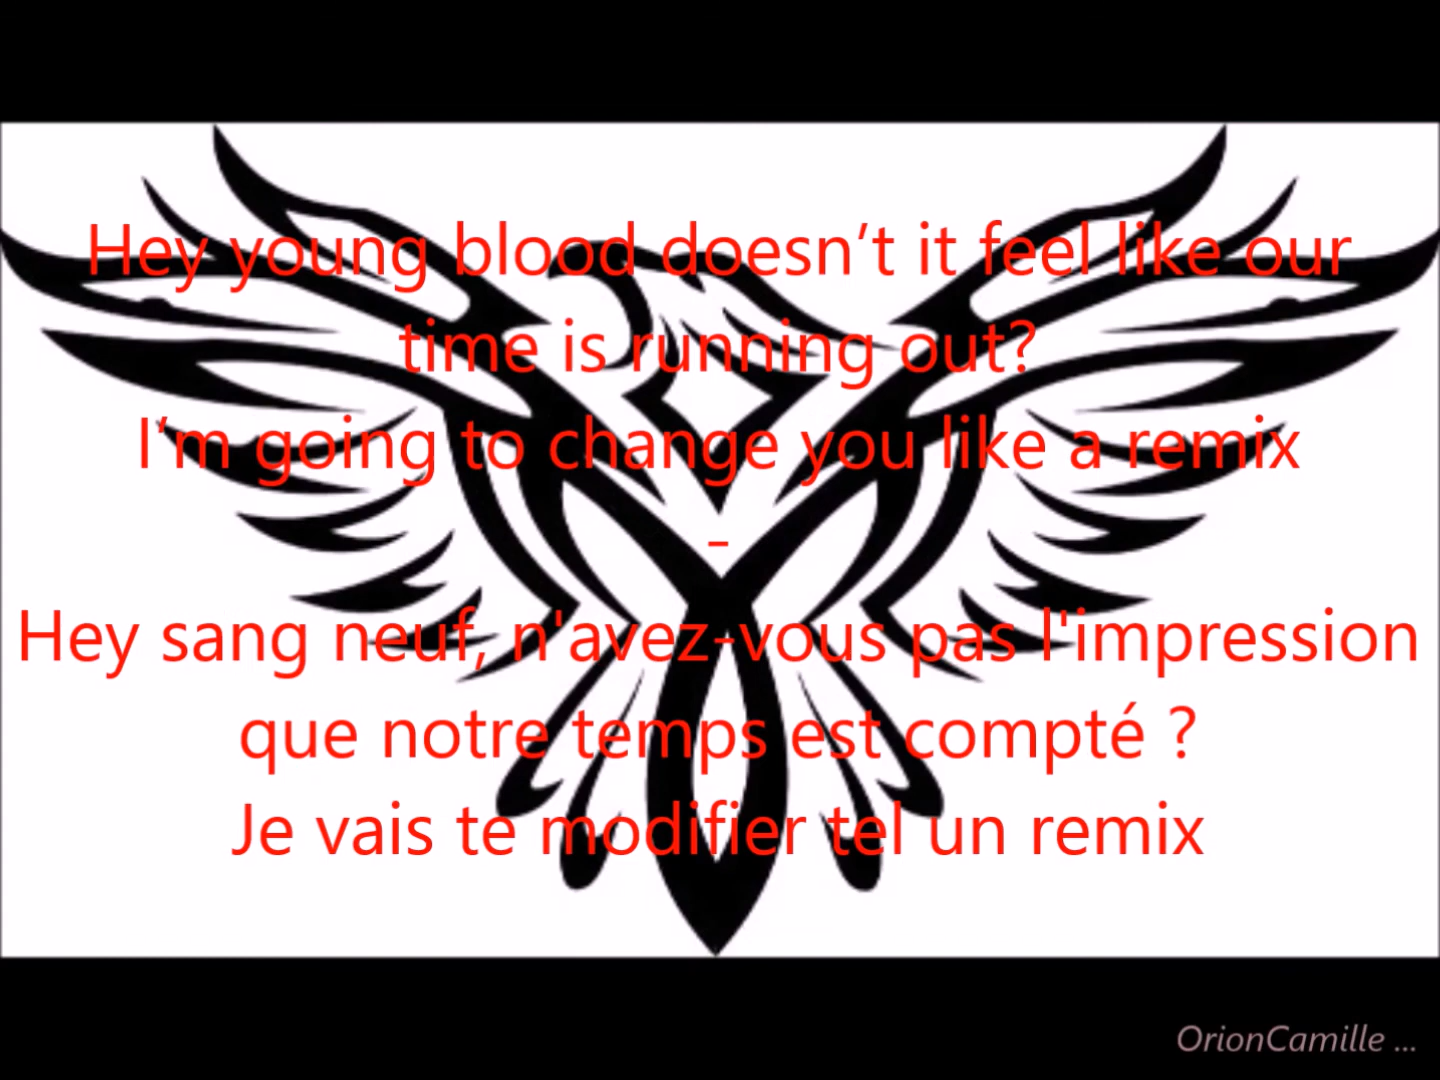 Hey young blood doesn’t it feel like our
time is running out?
I’m going to change you like a remix
-
Hey sang neuf, n'avez-vous pas l'impression
que notre temps est compté ?
Je vais te modifier tel un remix
OrionCamille ...